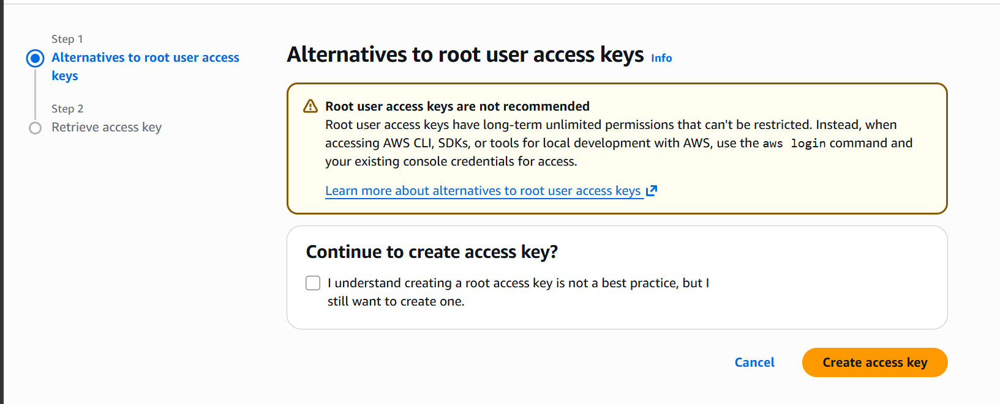 Step 1
Alternatives to root user access
keys
Step 2
Retrieve access key
Alternatives to root user access keys Info
Root user access keys are not recommended
Root user access keys have long-term unlimited permissions that can't be restricted. Instead, when
accessing AWS CLI, SDKs, or tools for local development with AWS, use the aws login command and
your existing console credentials for access.
Learn more about alternatives to root user access keys
Continue to create access key?
I understand creating a root access key is not a best practice, but I
still want to create one.
Cancel Create access key